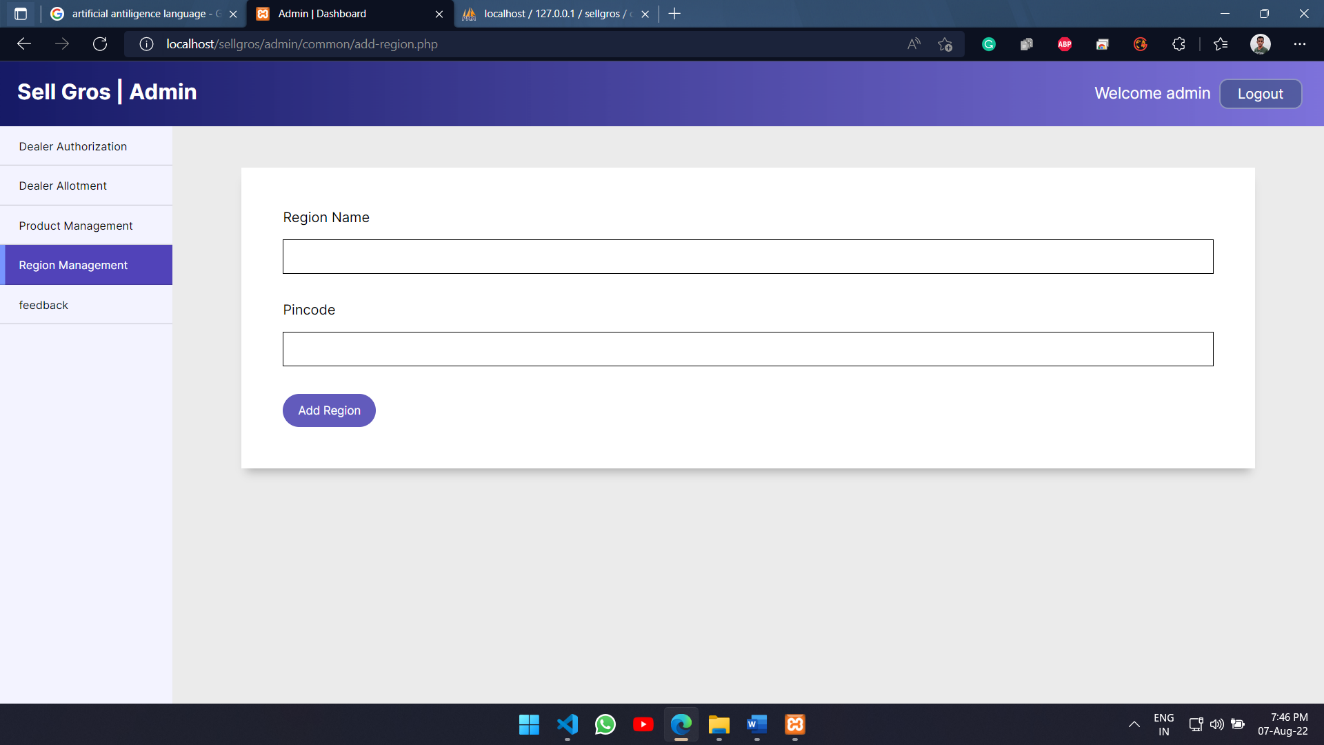 artificial antiligence language - G
Admin | Dashboard
localhost / 127.0.0.1 / sellgros / c
localhost/sellgros/admin/common/add-region.php
ABP
Sell Gros | Admin
Welcome admin
Logout
Dealer Authorization
Dealer Allotment
Product Management
Region Management
feedback
Region Name
Pincode
Add Region
ENG
IN
7:46 PM
07-Aug-22